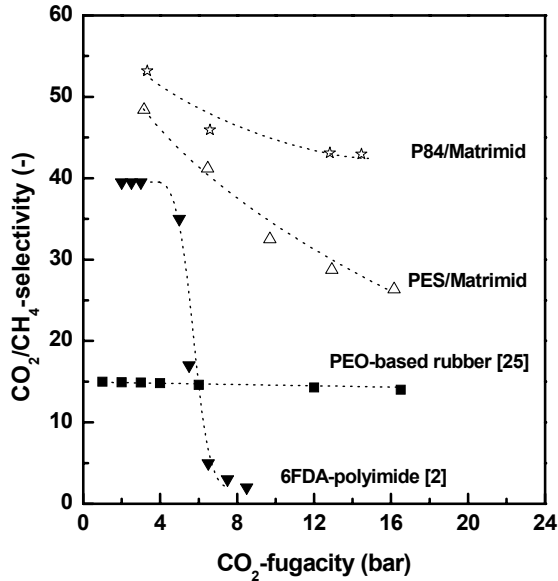 60
50
40
30
20
10
0
CO₂/CH₄-selectivity (-)
P84/Matrimid
PES/Matrimid
PEO-based rubber [25]
6FDA-polyimide [2]
0 4 8 12 16 20 24
CO₂-fugacity (bar)